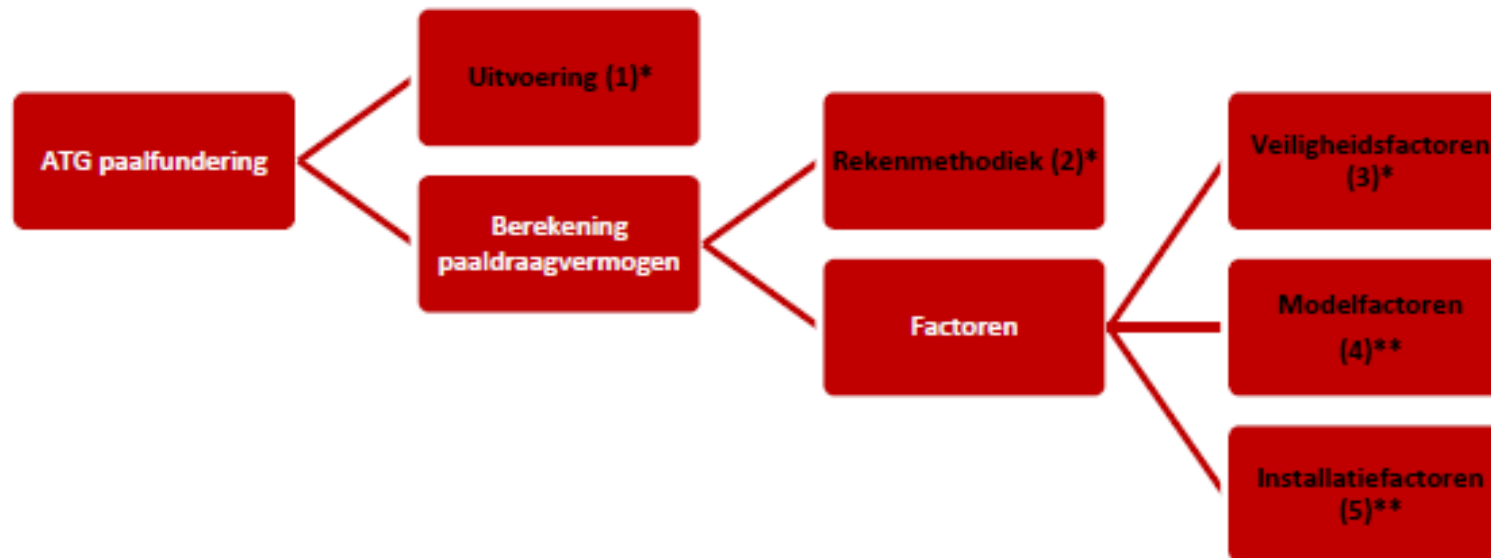 ATG paalfundering
Uitvoering (1)*
Berekening
paaldraagvermogen
Rekenmethodiek (2)*
Factoren
Veiligheidsfactoren
(3)*
Modelfactoren
(4)**
Installatiefactoren
(5)**